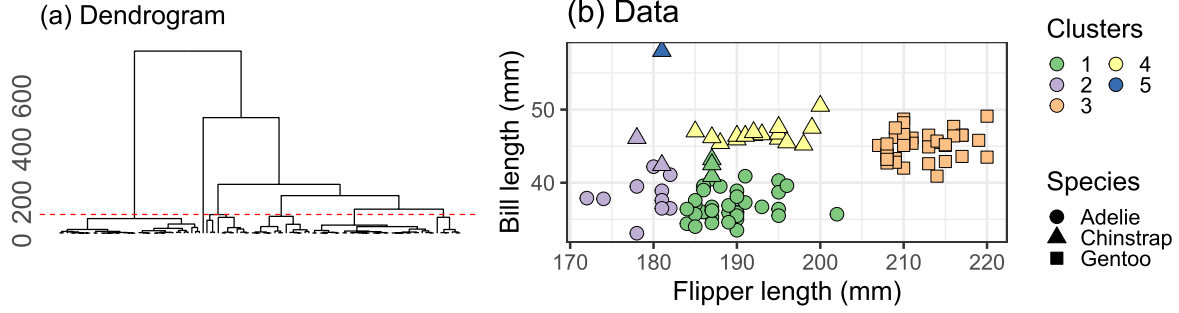 (a) Dendrogram
0 200 400 600
(b) Data
Bill length (mm)
50
40
170 180 190 200 210 220
Flipper length (mm)
Clusters
1 4
2 5
3
Species
Adelie
Chinstrap
Gentoo